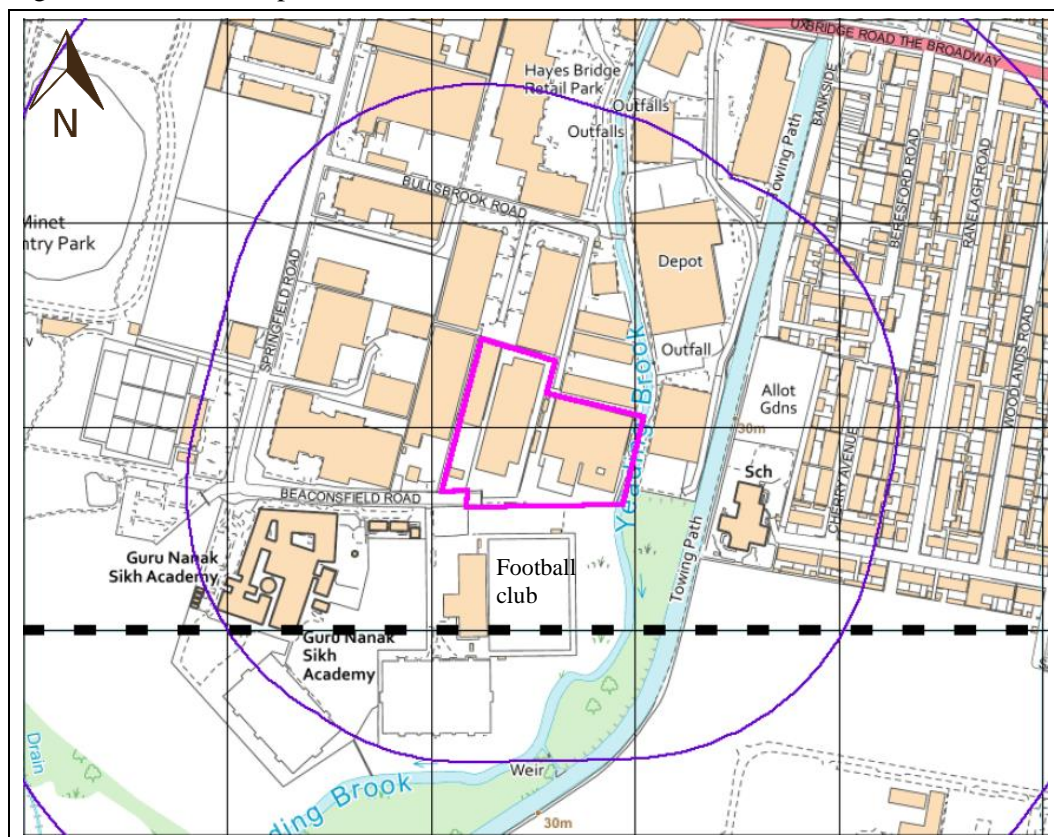 UXBRIDGE ROAD THE BROADWAY
Hayes Bridge
Retail Park
Outfalls
Outfalls
BANKSIDE
Towing Path
BERESFORD ROAD
RANELAGH ROAD
N
BULLSBROOK ROAD
Minet
ntry Park
Depot
SPRINGFIELD ROAD
Outfall
Yeading Brook
Allot
Gdns
WOODLANDS ROAD
30m
CHERRY AVENUE
Sch
BEACONSFIELD ROAD
Guru Nanak
Sikh Academy
Football
club
Towing Path
Guru Nanak
Sikh
Academy
Drain
Weir
ding Brook
30m